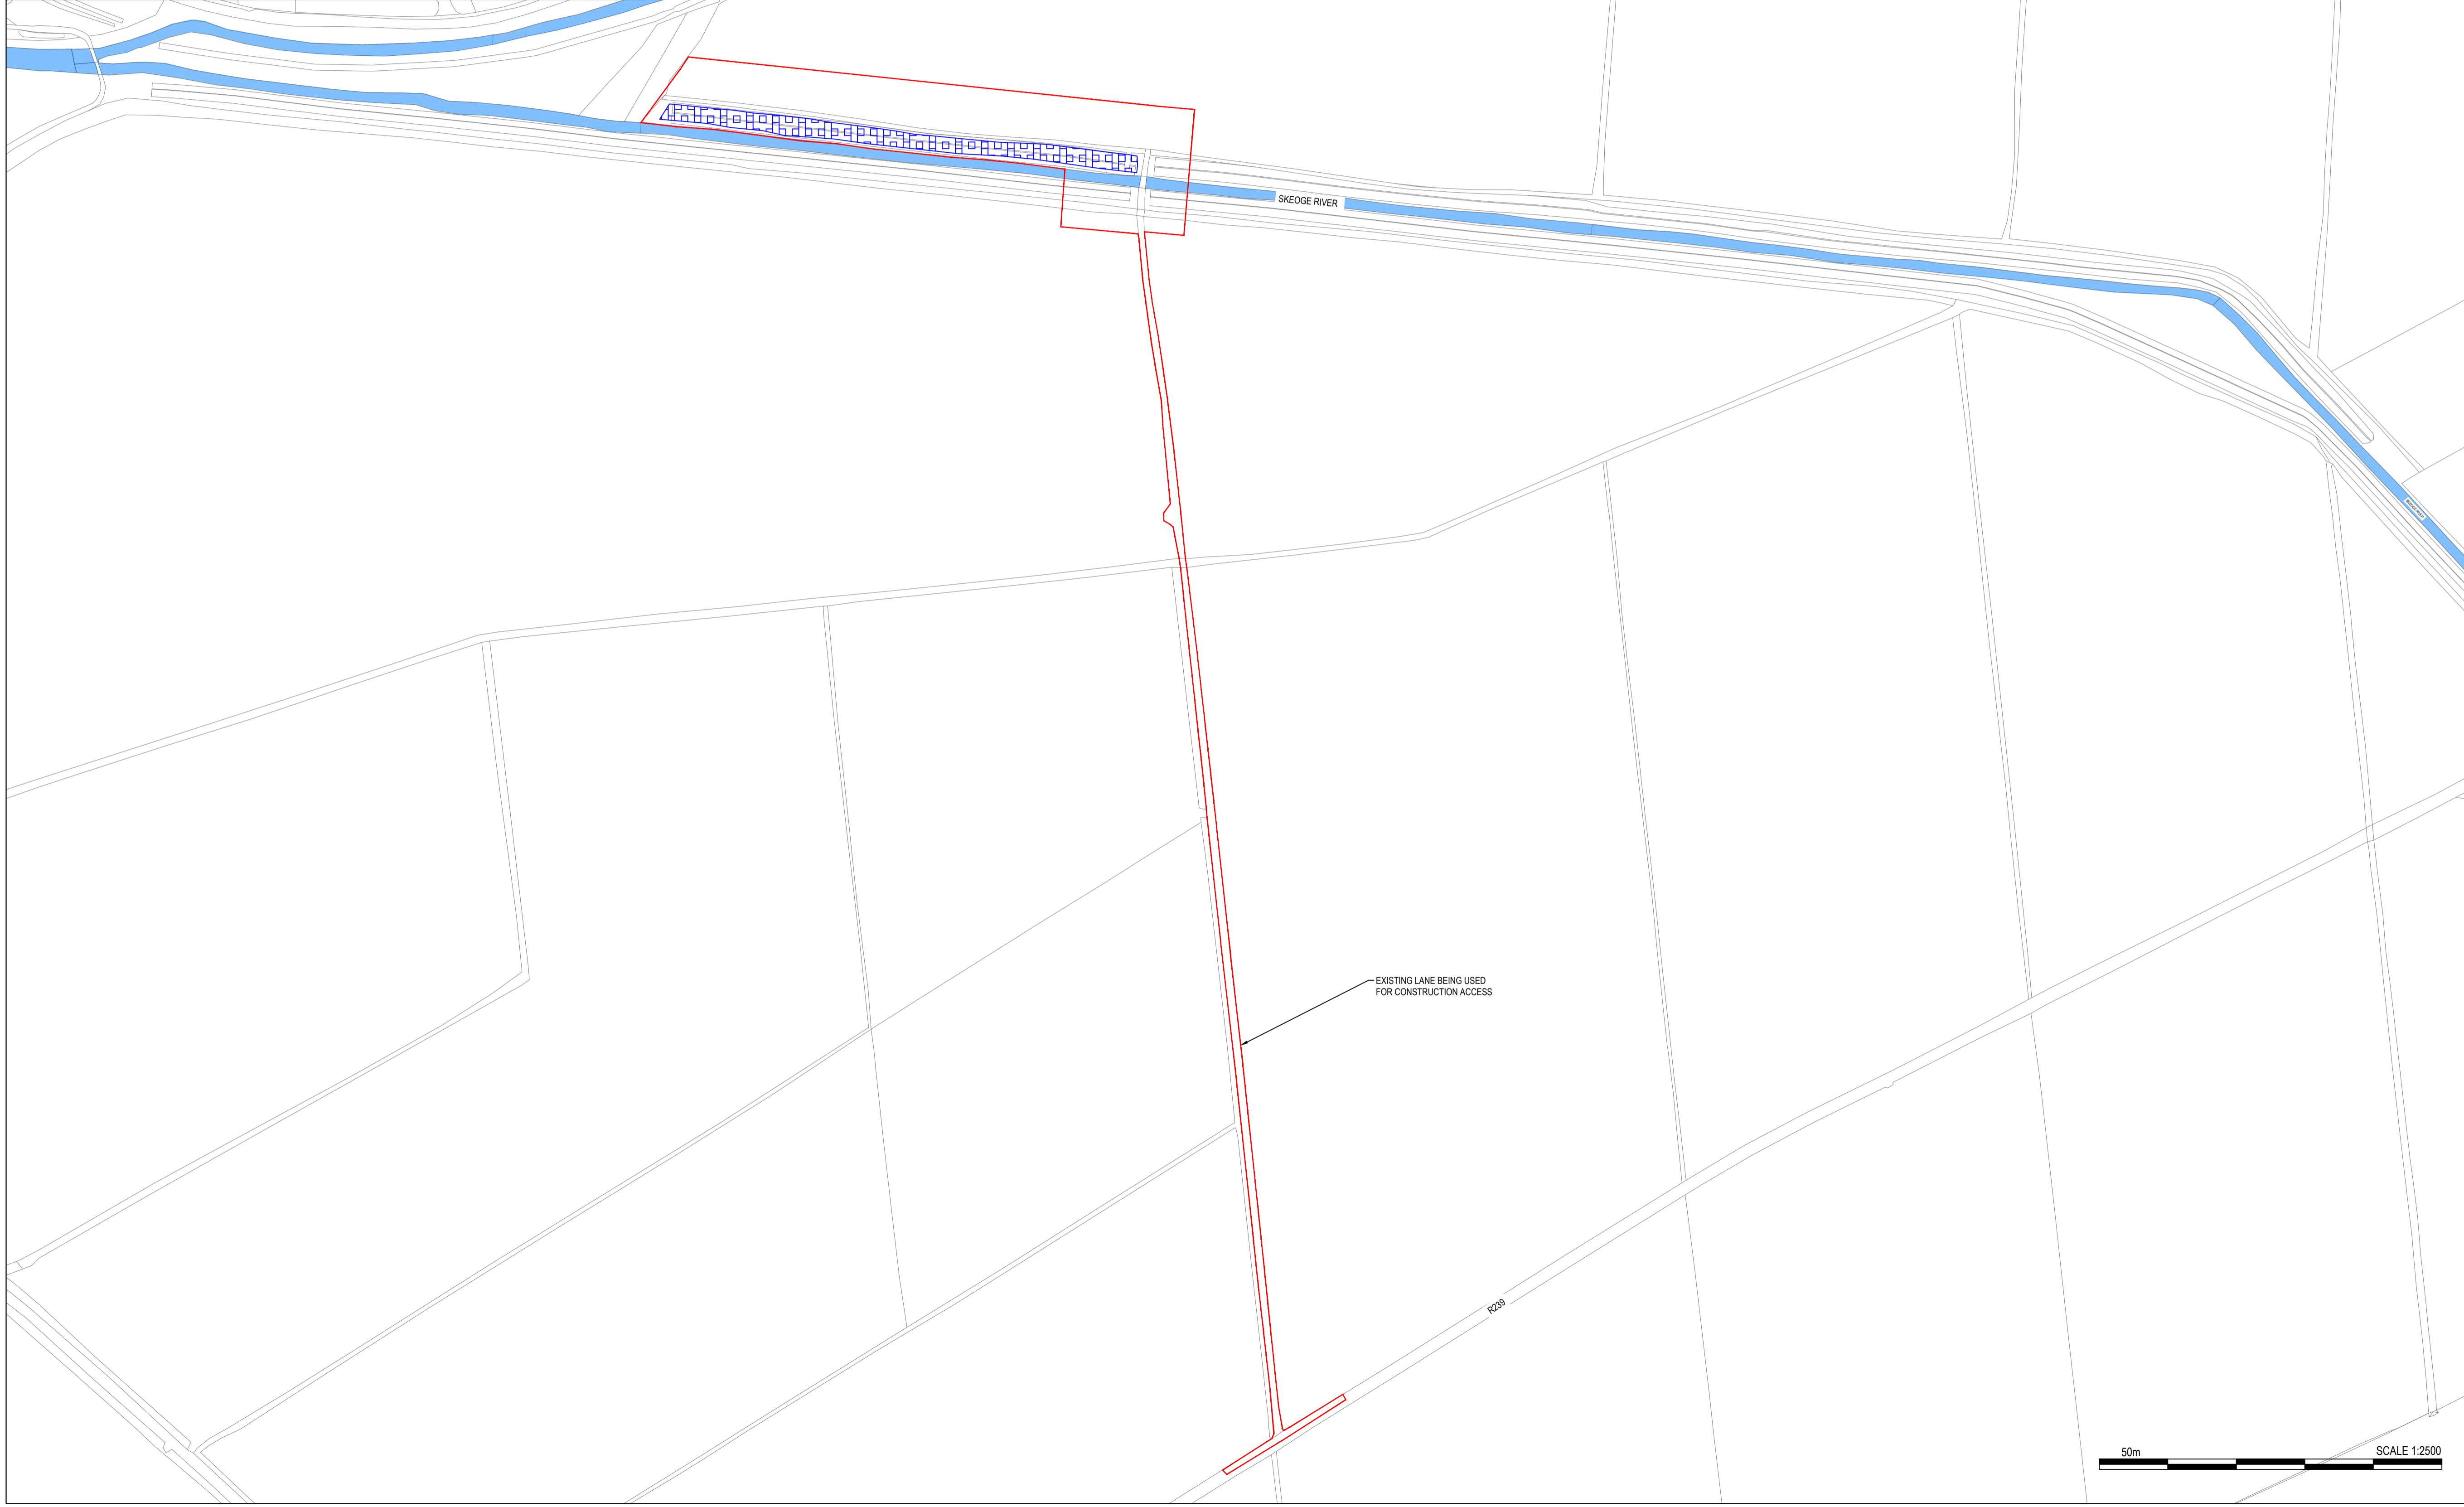 SKEOGE RIVER
EXISTING LANE BEING USED
FOR CONSTRUCTION ACCESS
R239
50m
SCALE 1:2500